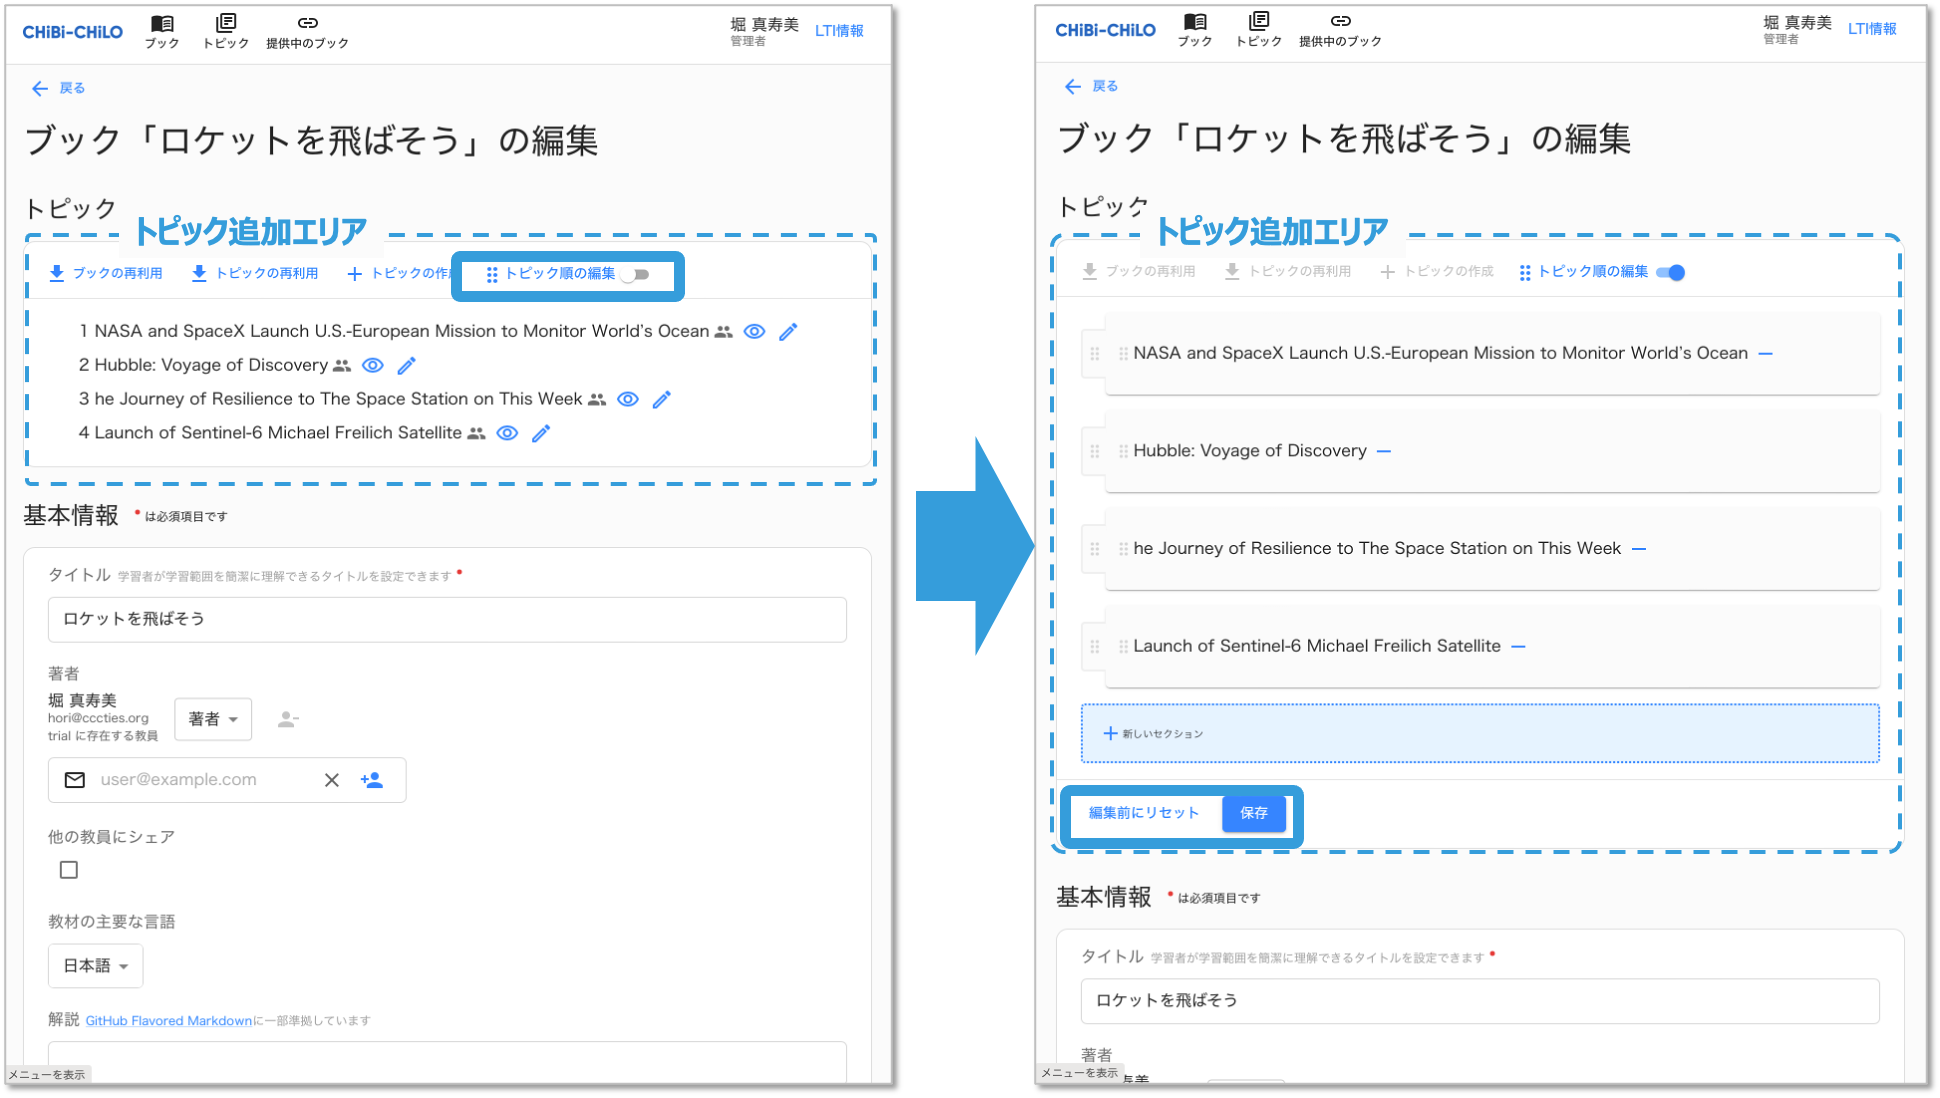 CHiBi-CHiLO
ブック
トピック
提供中のブック
堀 真寿美
管理者
LTI情報
戻る
ブック「ロケットを飛ばそう」の編集
トピック
トピック追加エリア
ブックの再利用
トピックの再利用
トピックの作
トピック順の編集
1 NASA and SpaceX Launch U.S.-European Mission to Monitor World's Ocean
2 Hubble: Voyage of Discovery
3 he Journey of Resilience to The Space Station on This Week
4 Launch of Sentinel-6 Michael Freilich Satellite
基本情報 * は必須項目です
タイトル 学習者が学習範囲を簡潔に理解できるタイトルを設定できます *
ロケットを飛ばそう
著者
堀 真寿美
hori@cccties.org
trial に存在する教員
著者
user@example.com
他の教員にシェア
教材の主要な言語
日本語
解説 GitHub Flavored Markdownに一部準拠しています
メニューを表示
CHiBi-CHiLO
ブック
トピック
提供中のブック
堀 真寿美
管理者
LTI情報
戻る
ブック「ロケットを飛ばそう」の編集
トピック
トピック追加エリア
ブックの再利用
トピックの再利用
トピックの作成
トピック順の編集
NASA and SpaceX Launch U.S.-European Mission to Monitor World's Ocean
Hubble: Voyage of Discovery
he Journey of Resilience to The Space Station on This Week
Launch of Sentinel-6 Michael Freilich Satellite
新しいセクション
編集前にリセット
保存
基本情報 * は必須項目です
タイトル 学習者が学習範囲を簡潔に理解できるタイトルを設定できます *
ロケットを飛ばそう
著者
メニューを表示